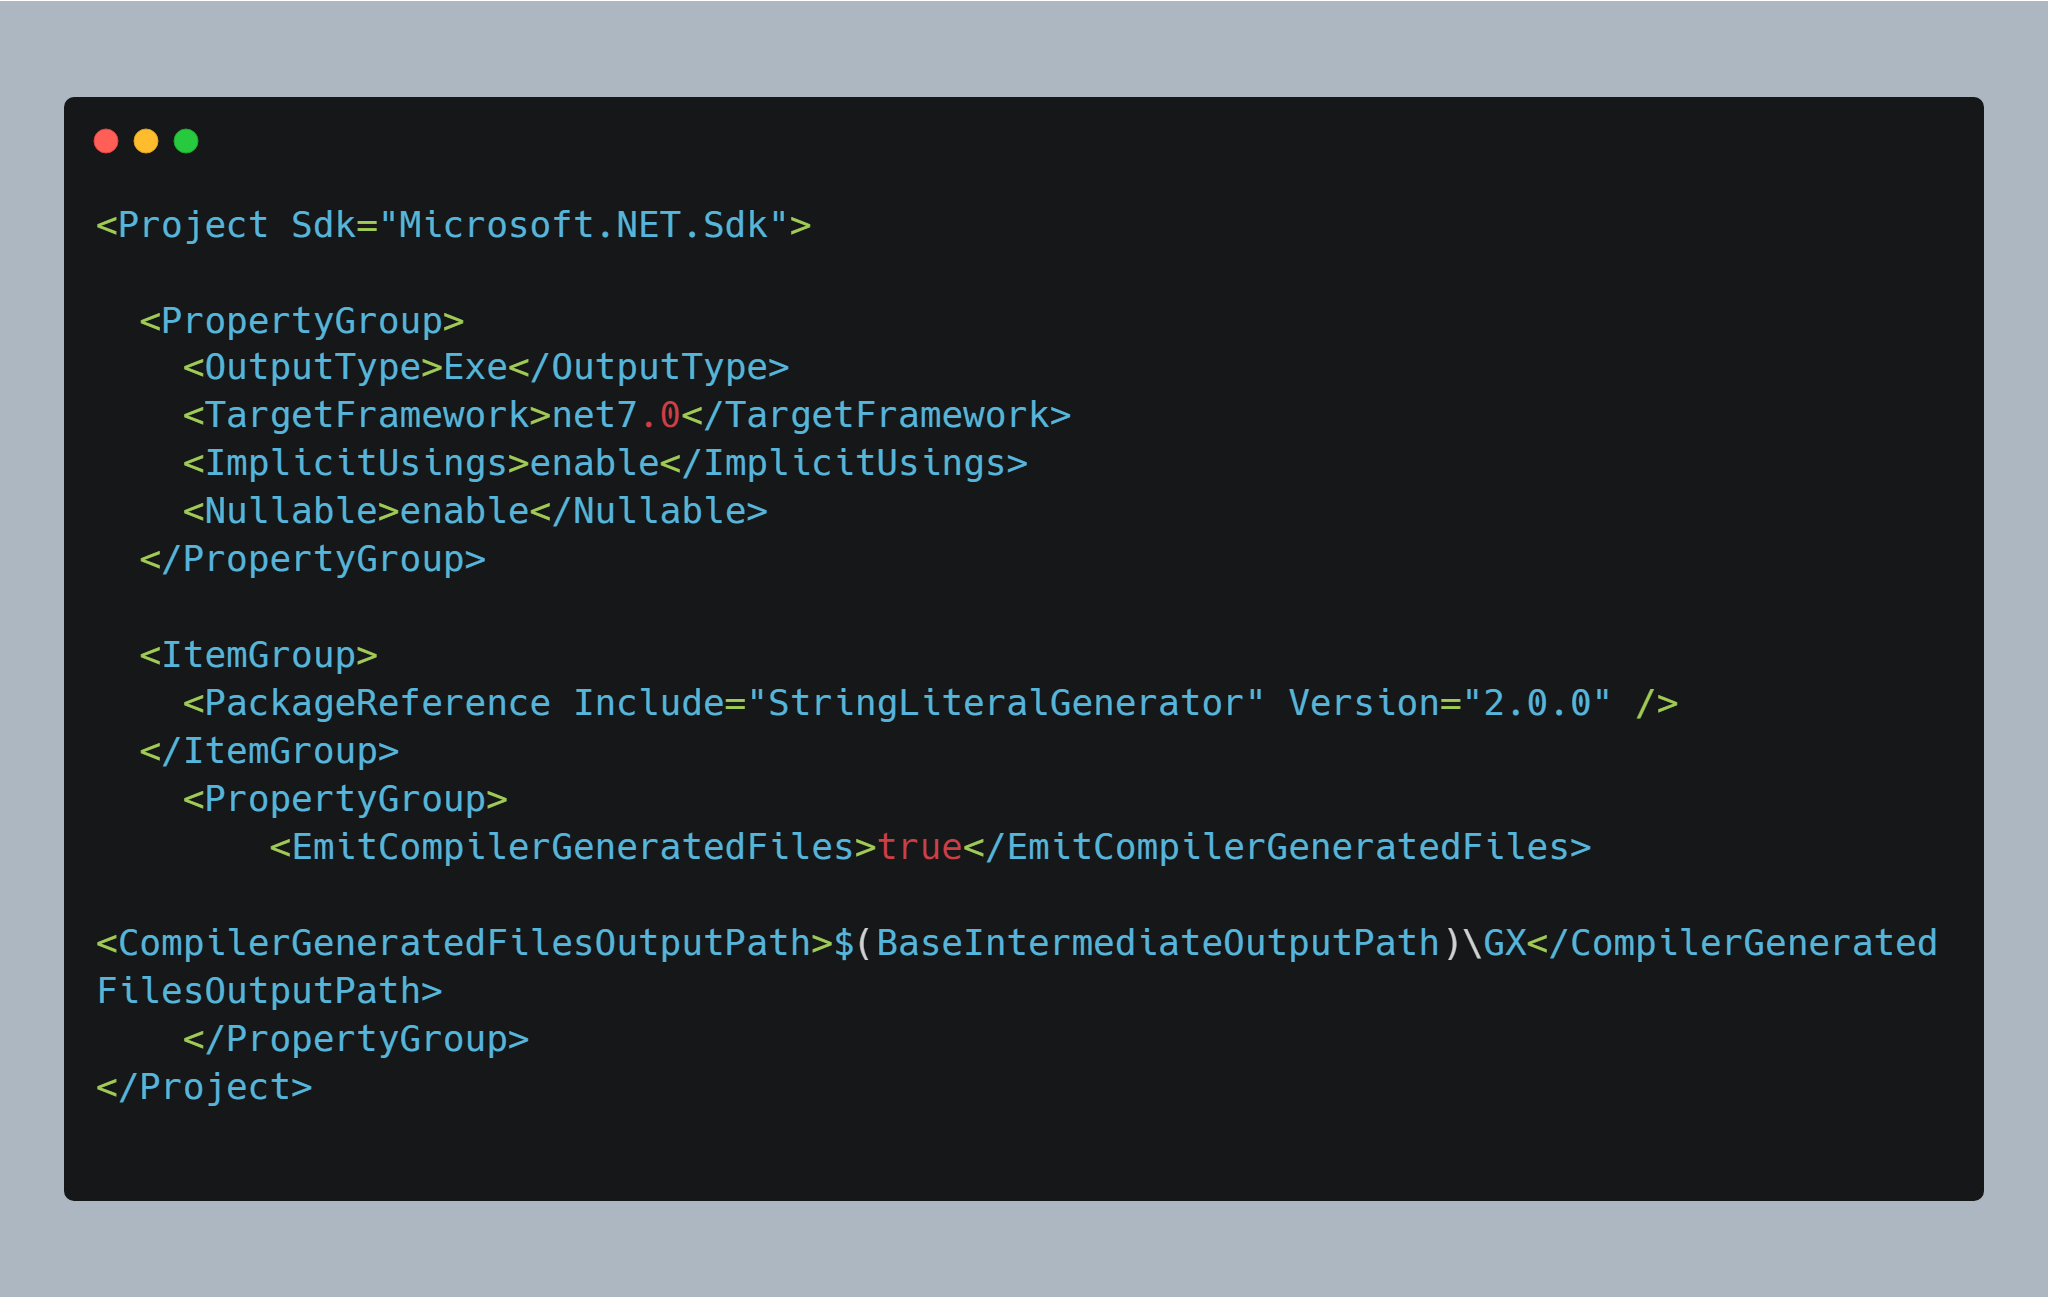 <Project Sdk="Microsoft.NET.Sdk">

  <PropertyGroup>
    <OutputType>Exe</OutputType>
    <TargetFramework>net7.0</TargetFramework>
    <ImplicitUsings>enable</ImplicitUsings>
    <Nullable>enable</Nullable>
  </PropertyGroup>

  <ItemGroup>
    <PackageReference Include="StringLiteralGenerator" Version="2.0.0" />
  </ItemGroup>
    <PropertyGroup>
        <EmitCompilerGeneratedFiles>true</EmitCompilerGeneratedFiles>

<CompilerGeneratedFilesOutputPath>$(BaseIntermediateOutputPath)\GX</CompilerGenerated
FilesOutputPath>
    </PropertyGroup>
</Project>